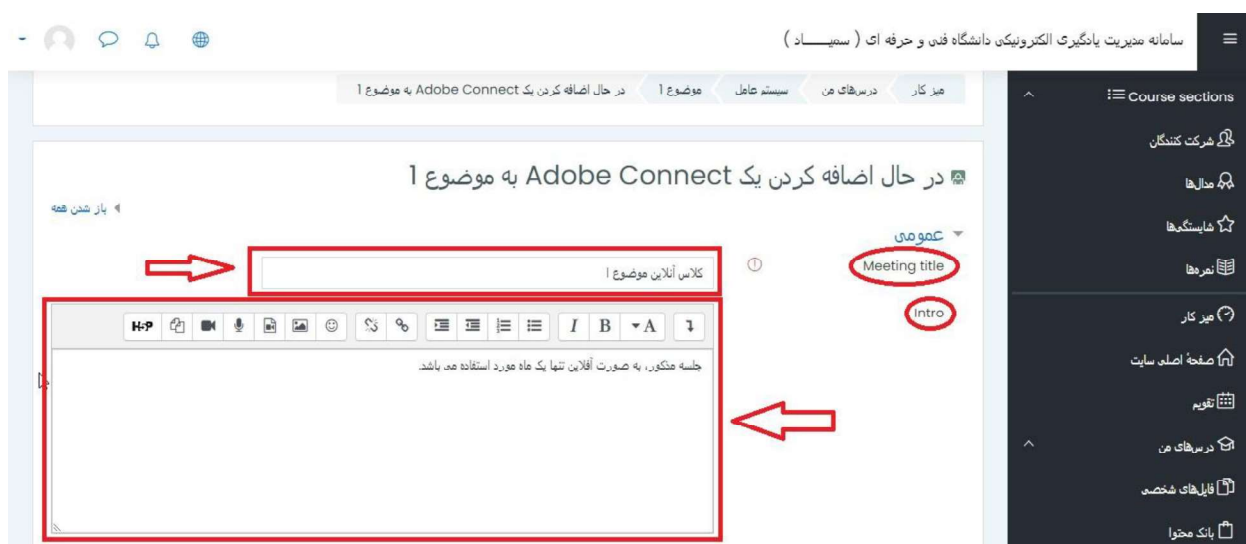 سامانه مدیریت یادگیری الکترونیکی دانشگاه فنی و حرفه ای ( سمیــــاد )
Course sections
شرکت کنندگان
مدال‌ها
شایستگی‌ها
نمره‌ها
میز کار
صفحهٔ اصلی سایت
تقویم
درس‌های من
فایل‌های شخصی
بانک محتوا
میز کار
درس‌های من
سیستم عامل
موضوع 1
در حال اضافه کردن یک Adobe Connect به موضوع 1
در حال اضافه کردن یک Adobe Connect به موضوع 1
باز شدن همه
عمومی
Meeting title
کلاس آنلاین موضوع 1
Intro
A B I H-P
جلسه مذکور، به صورت آفلاین تنها یک ماه مورد استفاده می باشد.